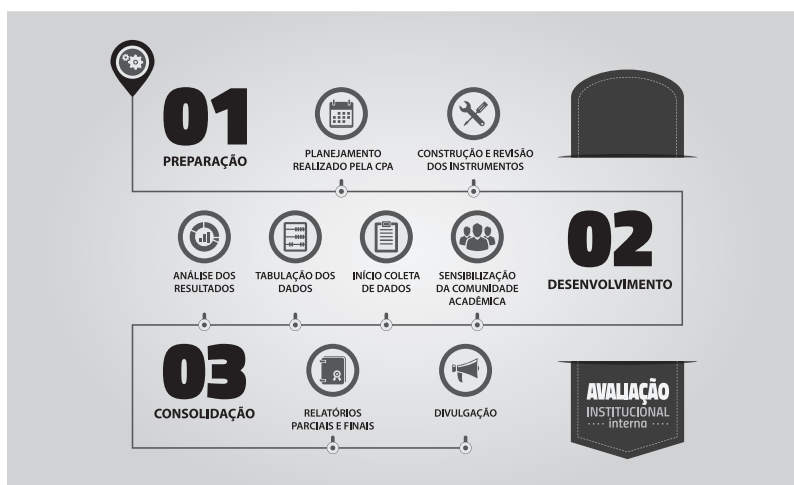 01
PREPARAÇÃO
PLANEJAMENTO
REALIZADO PELA CPA
CONSTRUÇÃO E REVISÃO
DOS INSTRUMENTOS
02
DESENVOLVIMENTO
SENSIBILIZAÇÃO
DA COMUNIDADE
ACADÊMICA
INÍCIO COLETA
DE DADOS
TABULAÇÃO DOS
DADOS
ANÁLISE DOS
RESULTADOS
03
CONSOLIDAÇÃO
RELATÓRIOS
PARCIAIS E FINAIS
DIVULGAÇÃO
AVALIAÇÃO
INSTITUCIONAL
interna